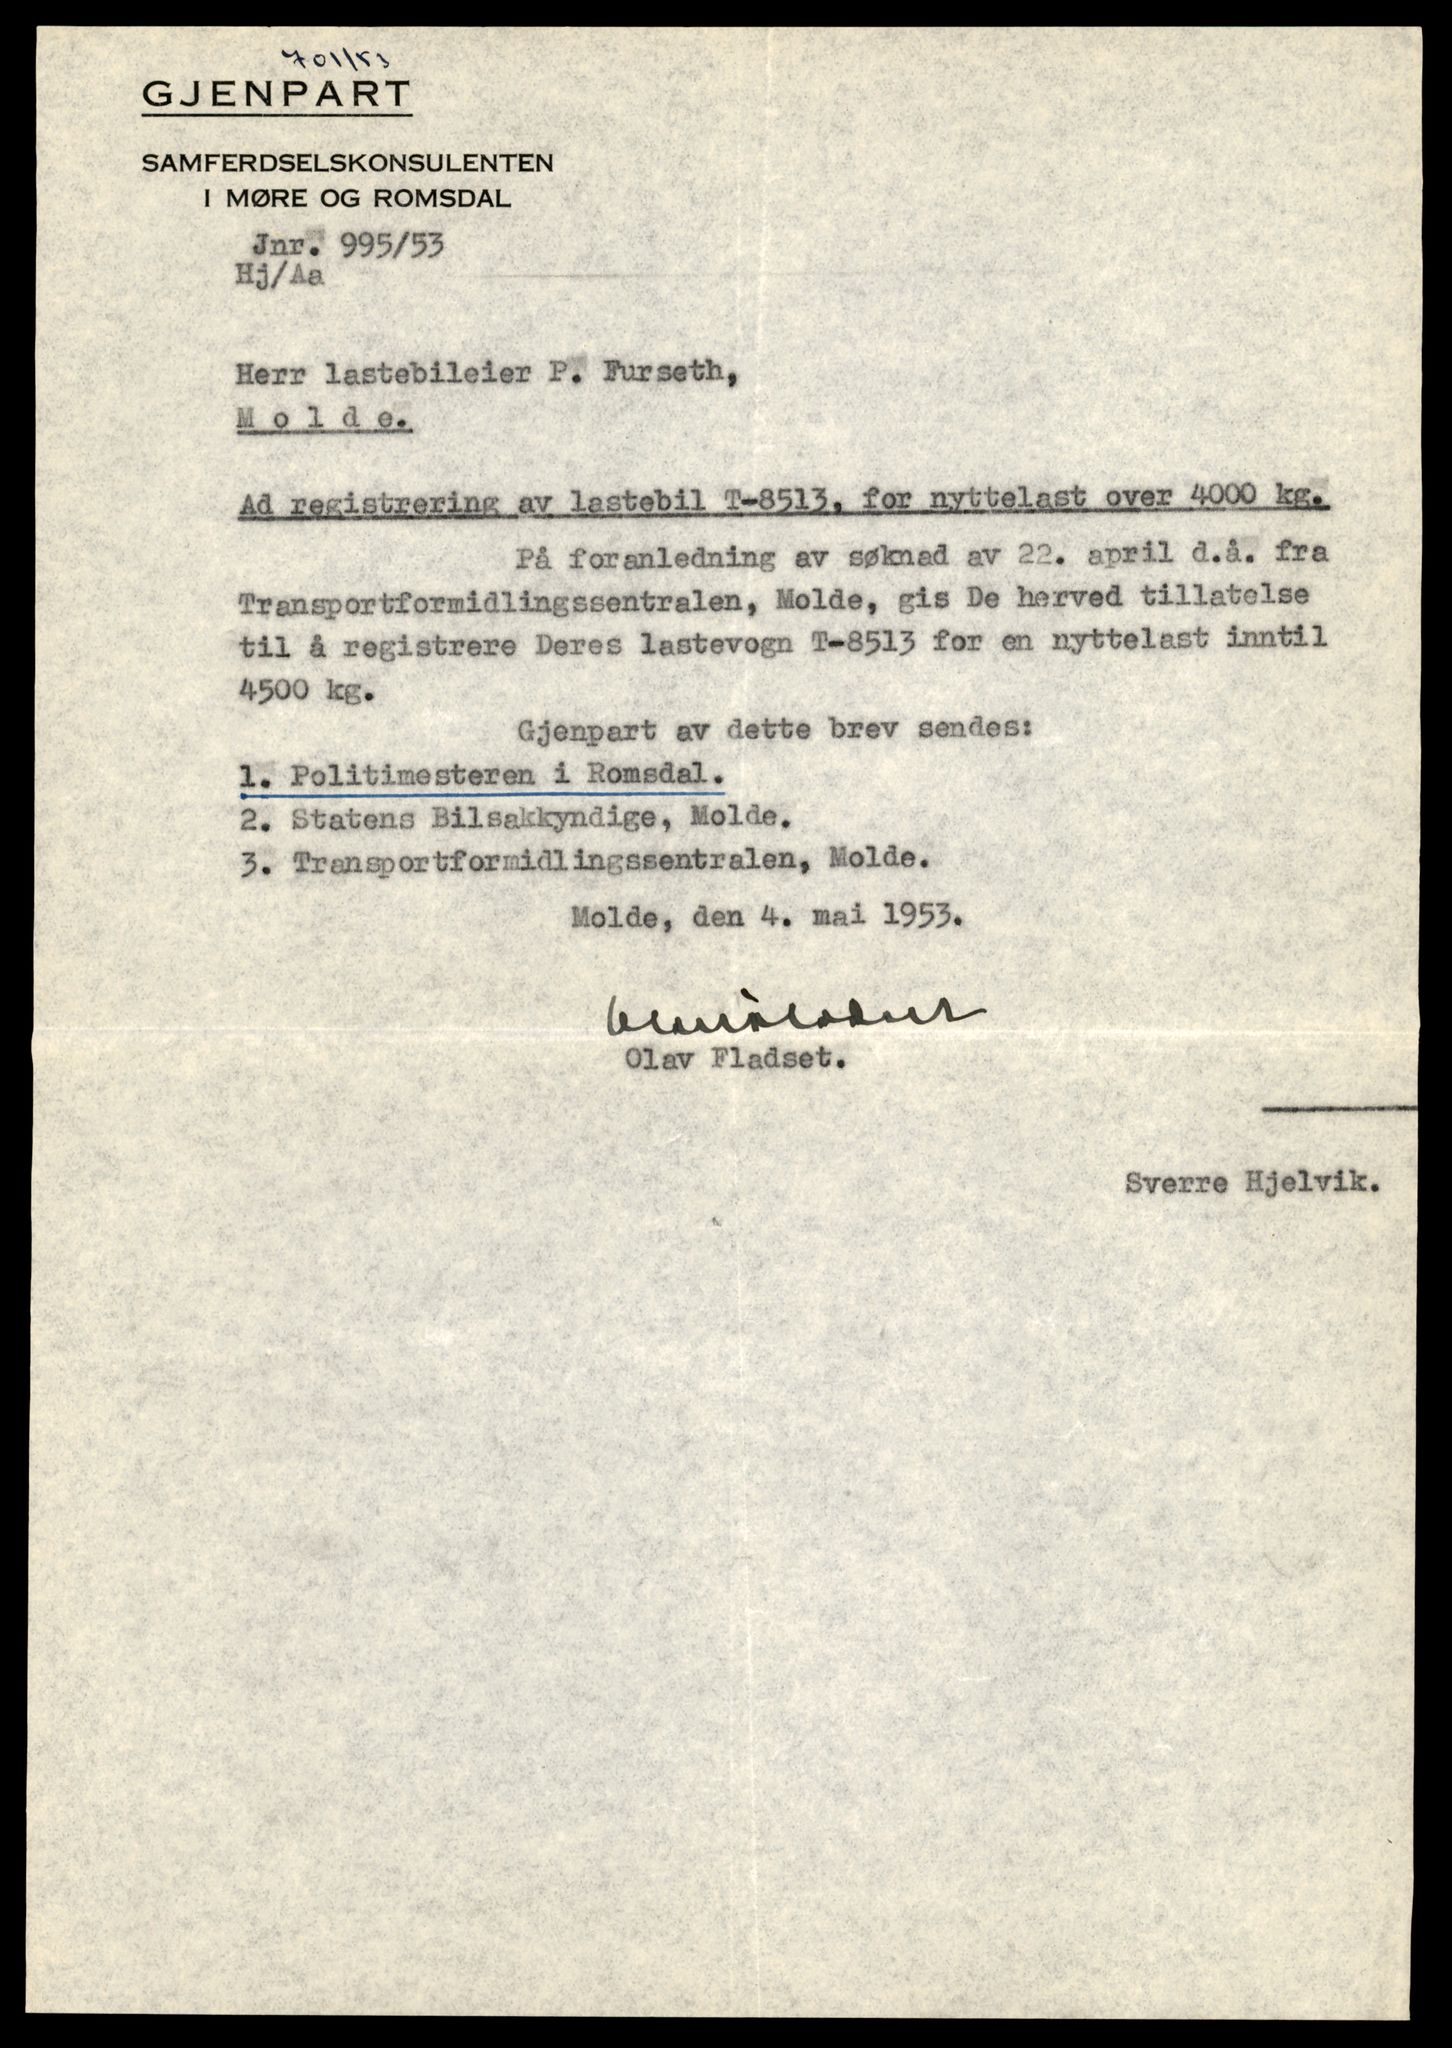 701/53
GJENPART
SAMFERDSELSKONSULENTEN
I MØRE OG ROMSDAL
Jnr. 995/53
Hj/Aa
Herr lastebileier P. Furseth,
M o l d e.
Ad registrering av lastebil T-8513, for nyttelast over 4000 kg.
På foranledning av søknad av 22. april d.å. fra
Transportformidlingssentralen, Molde, gis De herved tillatelse
til å registrere Deres lastevogn T-8513 for en nyttelast inntil
4500 kg.
Gjenpart av dette brev sendes:
1. Politimesteren i Romsdal.
2. Statens Bilsakkyndige, Molde.
3. Transportformidlingssentralen, Molde.
Molde, den 4. mai 1953.
Olav Fladset.
Sverre Hjelvik.